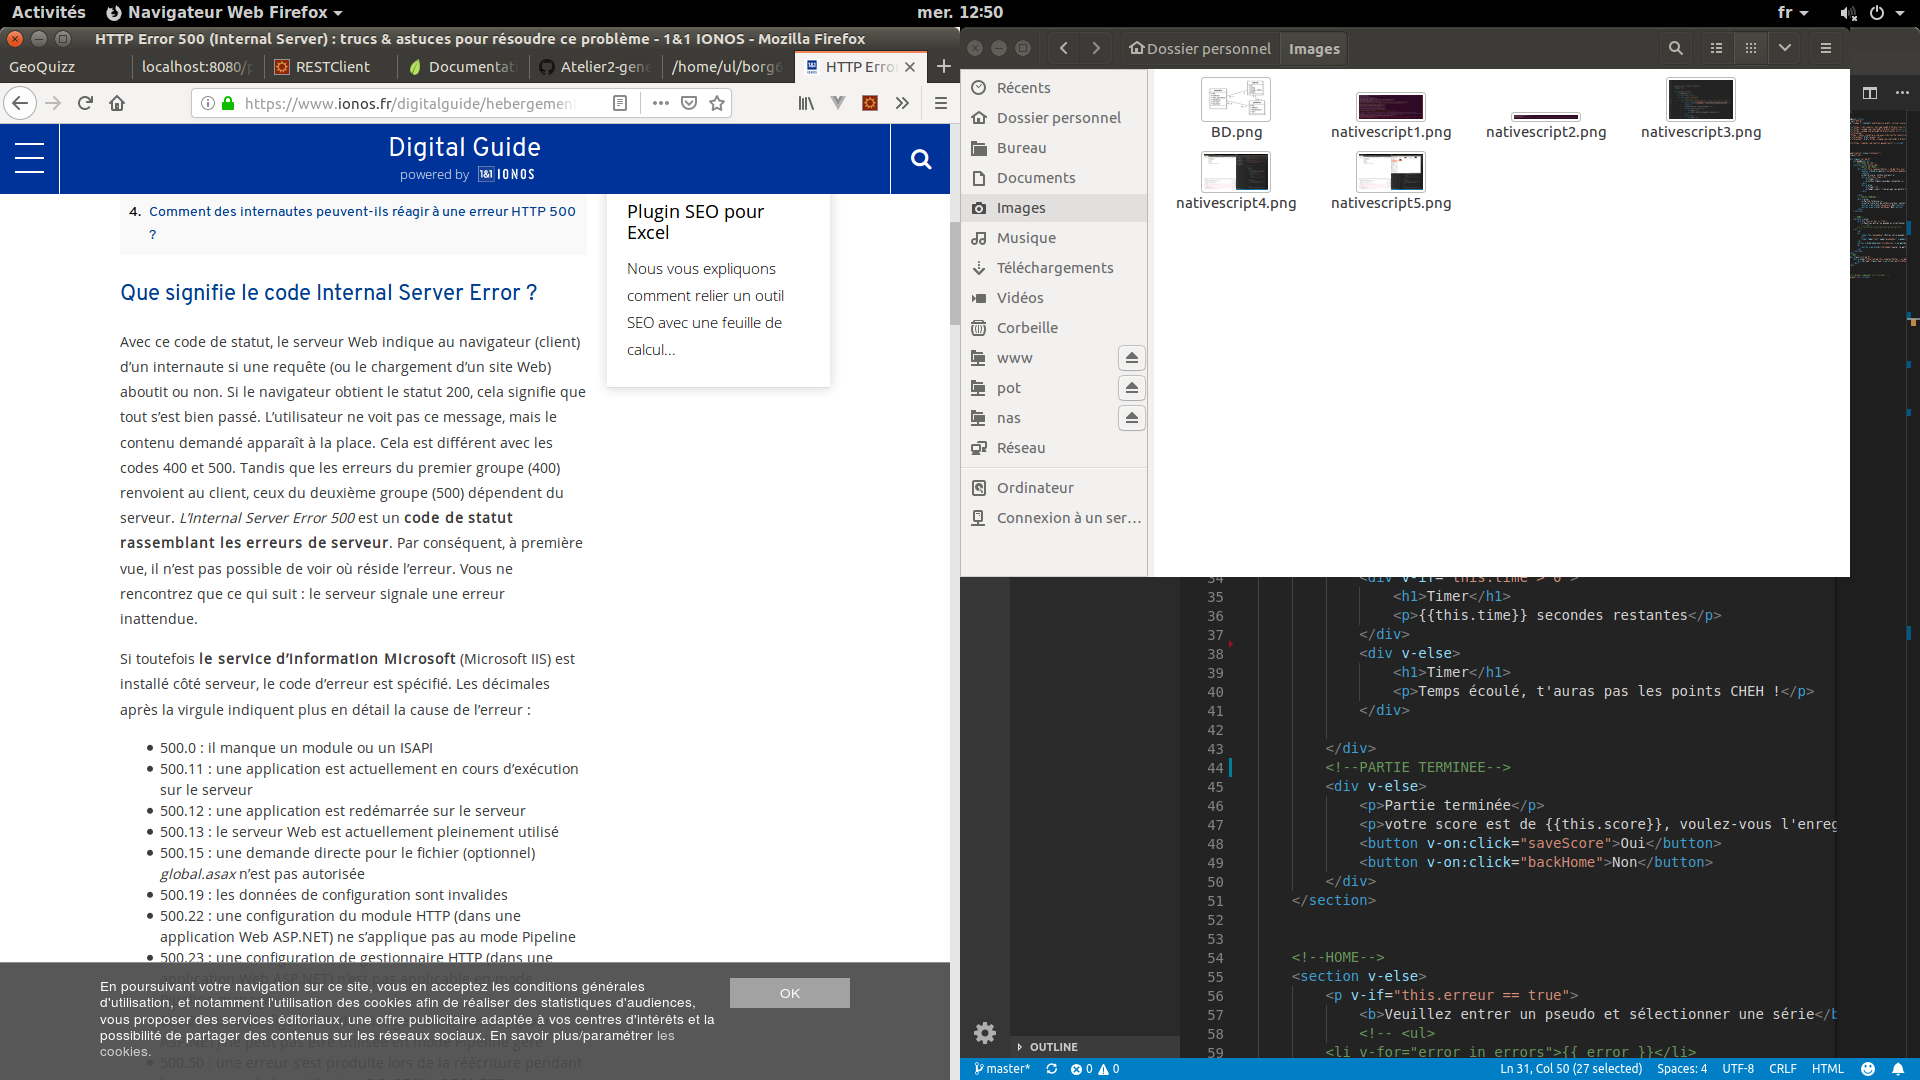 Activités
Navigateur Web Firefox
mer. 12:50
fr
HTTP Error 500 (Internal Server) : trucs & astuces pour résoudre ce problème - 1&1 IONOS - Mozilla Firefox
GeoQuizz
localhost:8080/
RESTClient
Documentat
Atelier2-gene
/home/ul/borg
HTTP Erro
https://www.ionos.fr/digitalguide/hebergement
Digital Guide
powered by 1&1 IONOS
4. Comment des internautes peuvent-ils réagir à une erreur HTTP 500
?
Que signifie le code Internal Server Error ?
Avec ce code de statut, le serveur Web indique au navigateur (client)
d’un internaute si une requête (ou le chargement d’un site Web)
aboutit ou non. Si le navigateur obtient le statut 200, cela signifie que
tout s’est bien passé. L’utilisateur ne voit pas ce message, mais le
contenu demandé apparaît à la place. Cela est différent avec les
codes 400 et 500. Tandis que les erreurs du premier groupe (400)
renvoient au client, ceux du deuxième groupe (500) dépendent du
serveur. L’Internal Server Error 500 est un code de statut
rassemblant les erreurs de serveur. Par conséquent, à première
vue, il n’est pas possible de voir où réside l’erreur. Vous ne
rencontrez que ce qui suit : le serveur signale une erreur
inattendue.
Si toutefois le service d’information Microsoft (Microsoft IIS) est
installé côté serveur, le code d’erreur est spécifié. Les décimales
après la virgule indiquent plus en détail la cause de l’erreur :
500.0 : il manque un module ou un ISAPI
500.11 : une application est actuellement en cours d’exécution
sur le serveur
500.12 : une application est redémarrée sur le serveur
500.13 : le serveur Web est actuellement pleinement utilisé
500.15 : une demande directe pour le fichier (optionnel)
global.asax n’est pas autorisée
500.19 : les données de configuration sont invalides
500.22 : une configuration du module HTTP (dans une
application Web ASP.NET) ne s’applique pas au mode Pipeline
500.23 : une configuration de gestionnaire HTTP (dans une
500.50 : une erreur s’est produite lors de la réécriture pendant
Plugin SEO pour
Excel
Nous vous expliquons
comment relier un outil
SEO avec une feuille de
calcul...
En poursuivant votre navigation sur ce site, vous en acceptez les conditions générales
d'utilisation, et notamment l'utilisation des cookies afin de réaliser des statistiques d'audiences,
vous proposer des services éditoriaux, une offre publicitaire adaptée à vos centres d'intérêts et la
possibilité de partager des contenus sur les réseaux sociaux. En savoir plus/paramétrer les
cookies.
OK
Dossier personnel
Images
Récents
Dossier personnel
Bureau
Documents
Images
Musique
Téléchargements
Vidéos
Corbeille
www
pot
nas
Réseau
Ordinateur
Connexion à un ser…
BD.png
nativescript1.png
nativescript2.png
nativescript3.png
nativescript4.png
nativescript5.png
34 <div v-if="this.time > 0">
35 <h1>Timer</h1>
36 <p>{{this.time}} secondes restantes</p>
37 </div>
38 <div v-else>
39 <h1>Timer</h1>
40 <p>Temps écoulé, t'auras pas les points CHEH !</p>
41 </div>
42
43 </div>
44 <!--PARTIE TERMINEE-->
45 <div v-else>
46 <p>Partie terminée</p>
47 <p>votre score est de {{this.score}}, voulez-vous l'enreg
48 <button v-on:click="saveScore">Oui</button>
49 <button v-on:click="backHome">Non</button>
50 </div>
51 </section>
52
53
54 <!--HOME-->
55 <section v-else>
56 <p v-if="this.erreur == true">
57 <b>Veuillez entrer un pseudo et sélectionner une série</b
58 <!-- <ul>
59 <li v-for="error in errors">{{ error }}</li>
OUTLINE
master* 0 0
Ln 31, Col 50 (27 selected) Spaces: 4 UTF-8 CRLF HTML